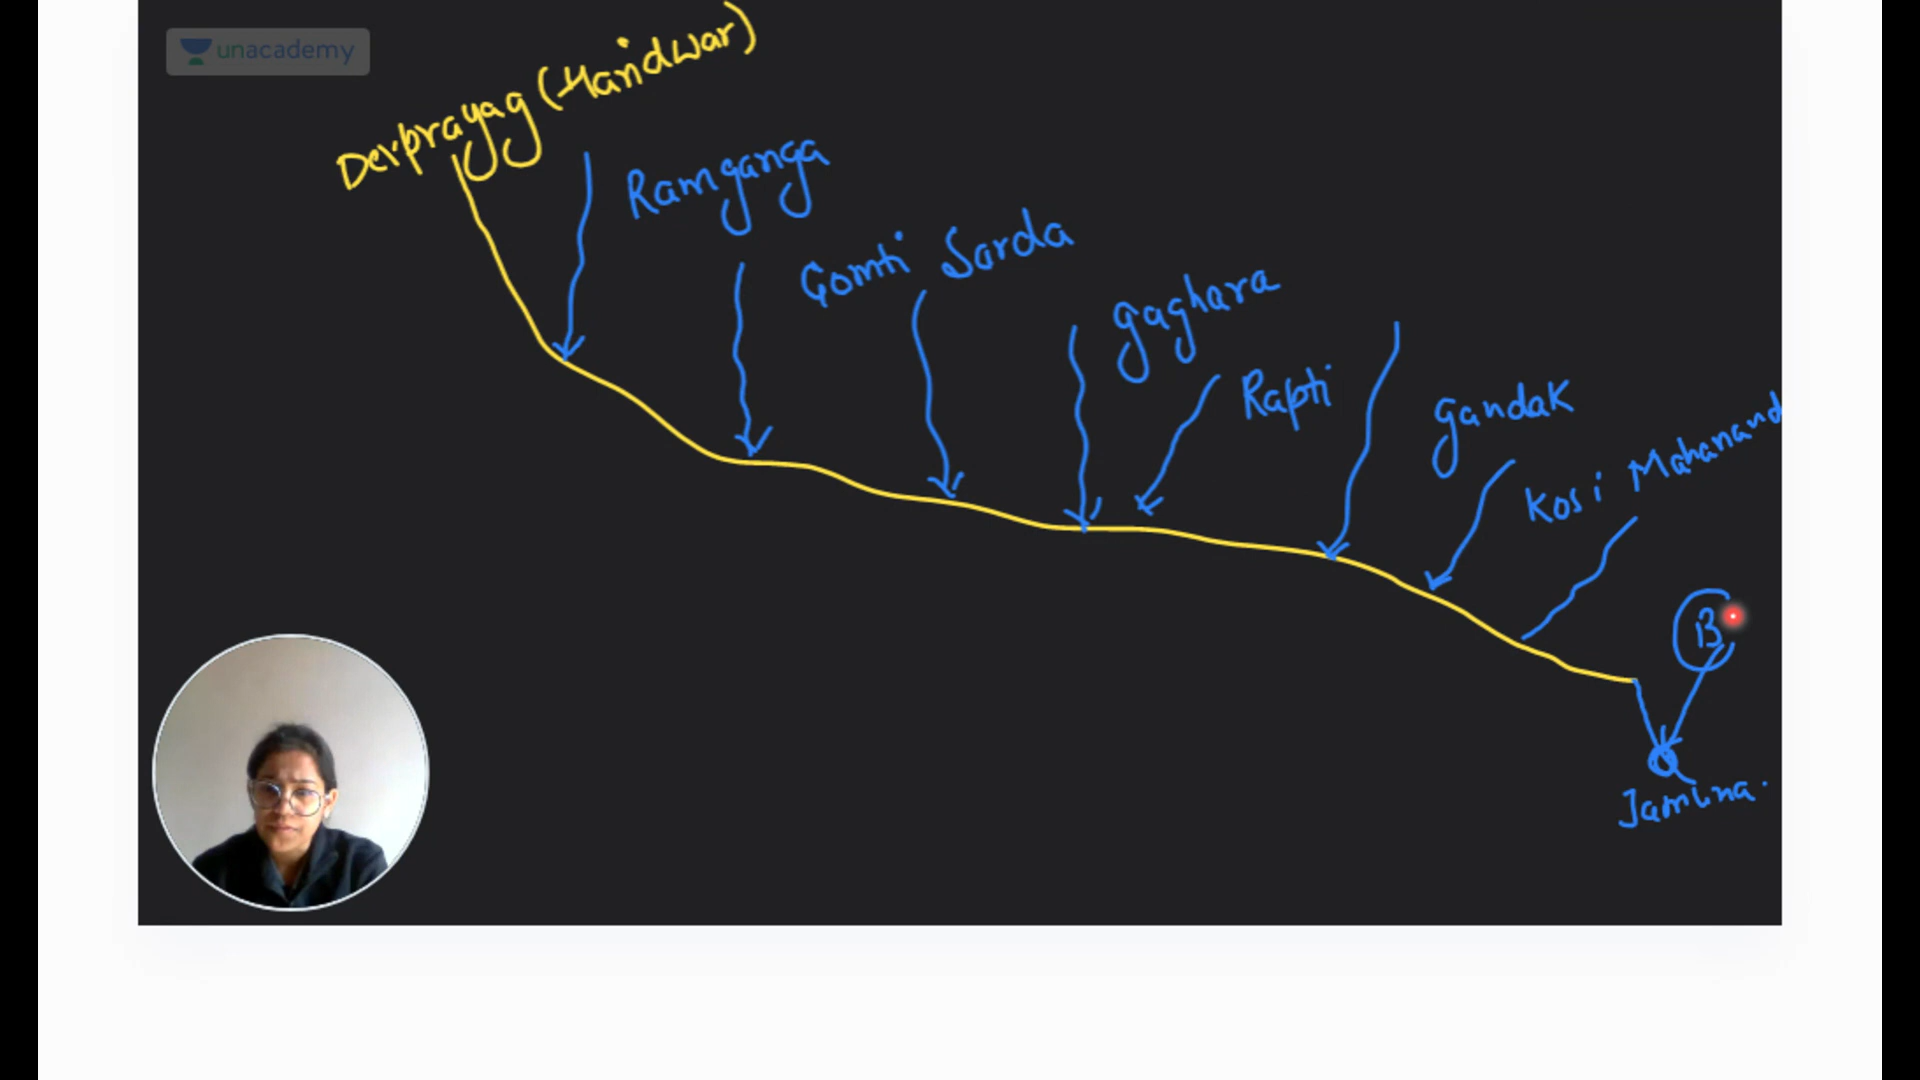 unacademy
Devprayag (Haridwar)
Ramganga
Gomti Sarda
Gaghara
Rapti
Gandak
Kosi Mahanand
B
Jamuna.